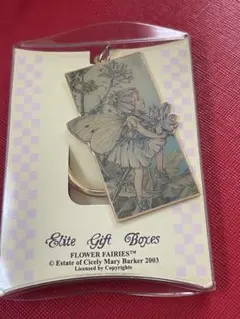 Elite Gift Boxes
FLOWER FAIRIES™
© Estate of Cicely Mary Barker 2003
Licensed by Copyrights